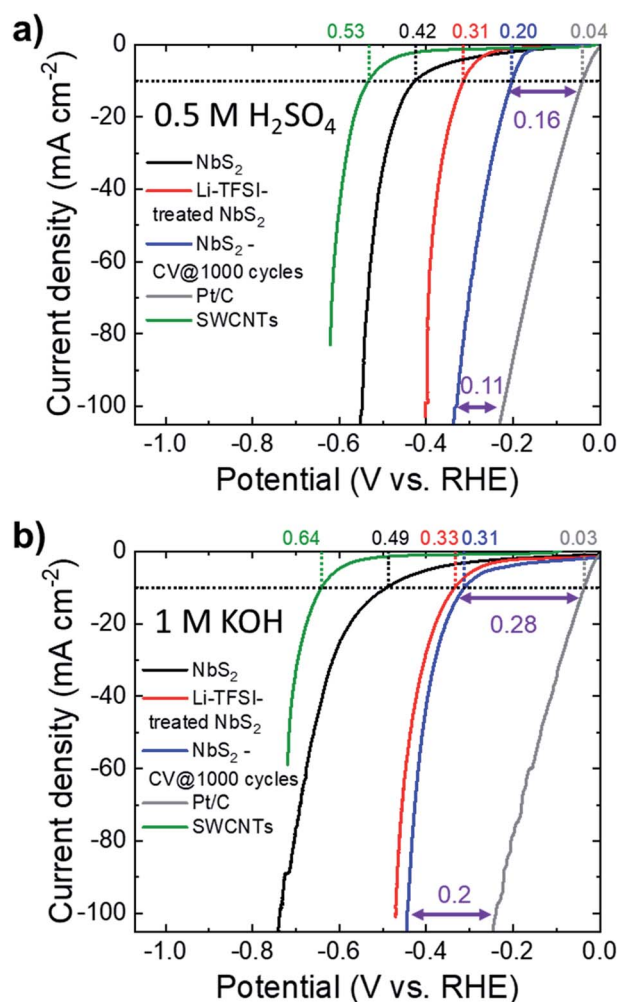 a)
0.53 0.42 0.31 0.20 0.04
0
-20
-40
-60
-80
-100
Current density (mA cm⁻²)
0.16
0.5 M H₂SO₄
NbS₂
Li-TFSI-
treated NbS₂
NbS₂ -
CV@1000 cycles
Pt/C
SWCNTs
0.11
-1.0 -0.8 -0.6 -0.4 -0.2 0.0
Potential (V vs. RHE)
b)
0.64 0.49 0.33 0.31 0.03
0
-20
-40
-60
-80
-100
Current density (mA cm⁻²)
0.28
1 M KOH
NbS₂
Li-TFSI-
treated NbS₂
NbS₂ -
CV@1000 cycles
Pt/C
SWCNTs
0.2
-1.0 -0.8 -0.6 -0.4 -0.2 0.0
Potential (V vs. RHE)